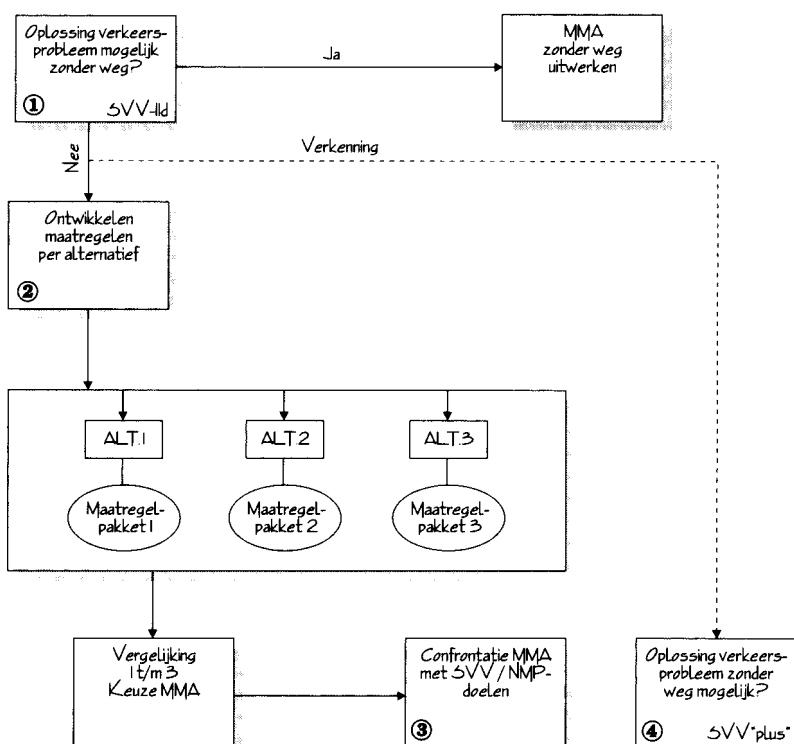 Oplossing verkeers-
probleem mogelijk
zonder weg?
① SVV-IId
Ja
MMA
zonder weg
uitwerken
Nee
Verkenning
Ontwikkelen
maatregelen
per alternatief
②
ALT.1
ALT.2
ALT.3
Maatregel-
pakket 1
Maatregel-
pakket 2
Maatregel-
pakket 3
Vergelijking
1 t/m 3
Keuze MMA
Confrontatie MMA
met SVV / NMP-
doelen
③
Oplossing verkeers-
probleem zonder
weg mogelijk?
④ SVV"plus"